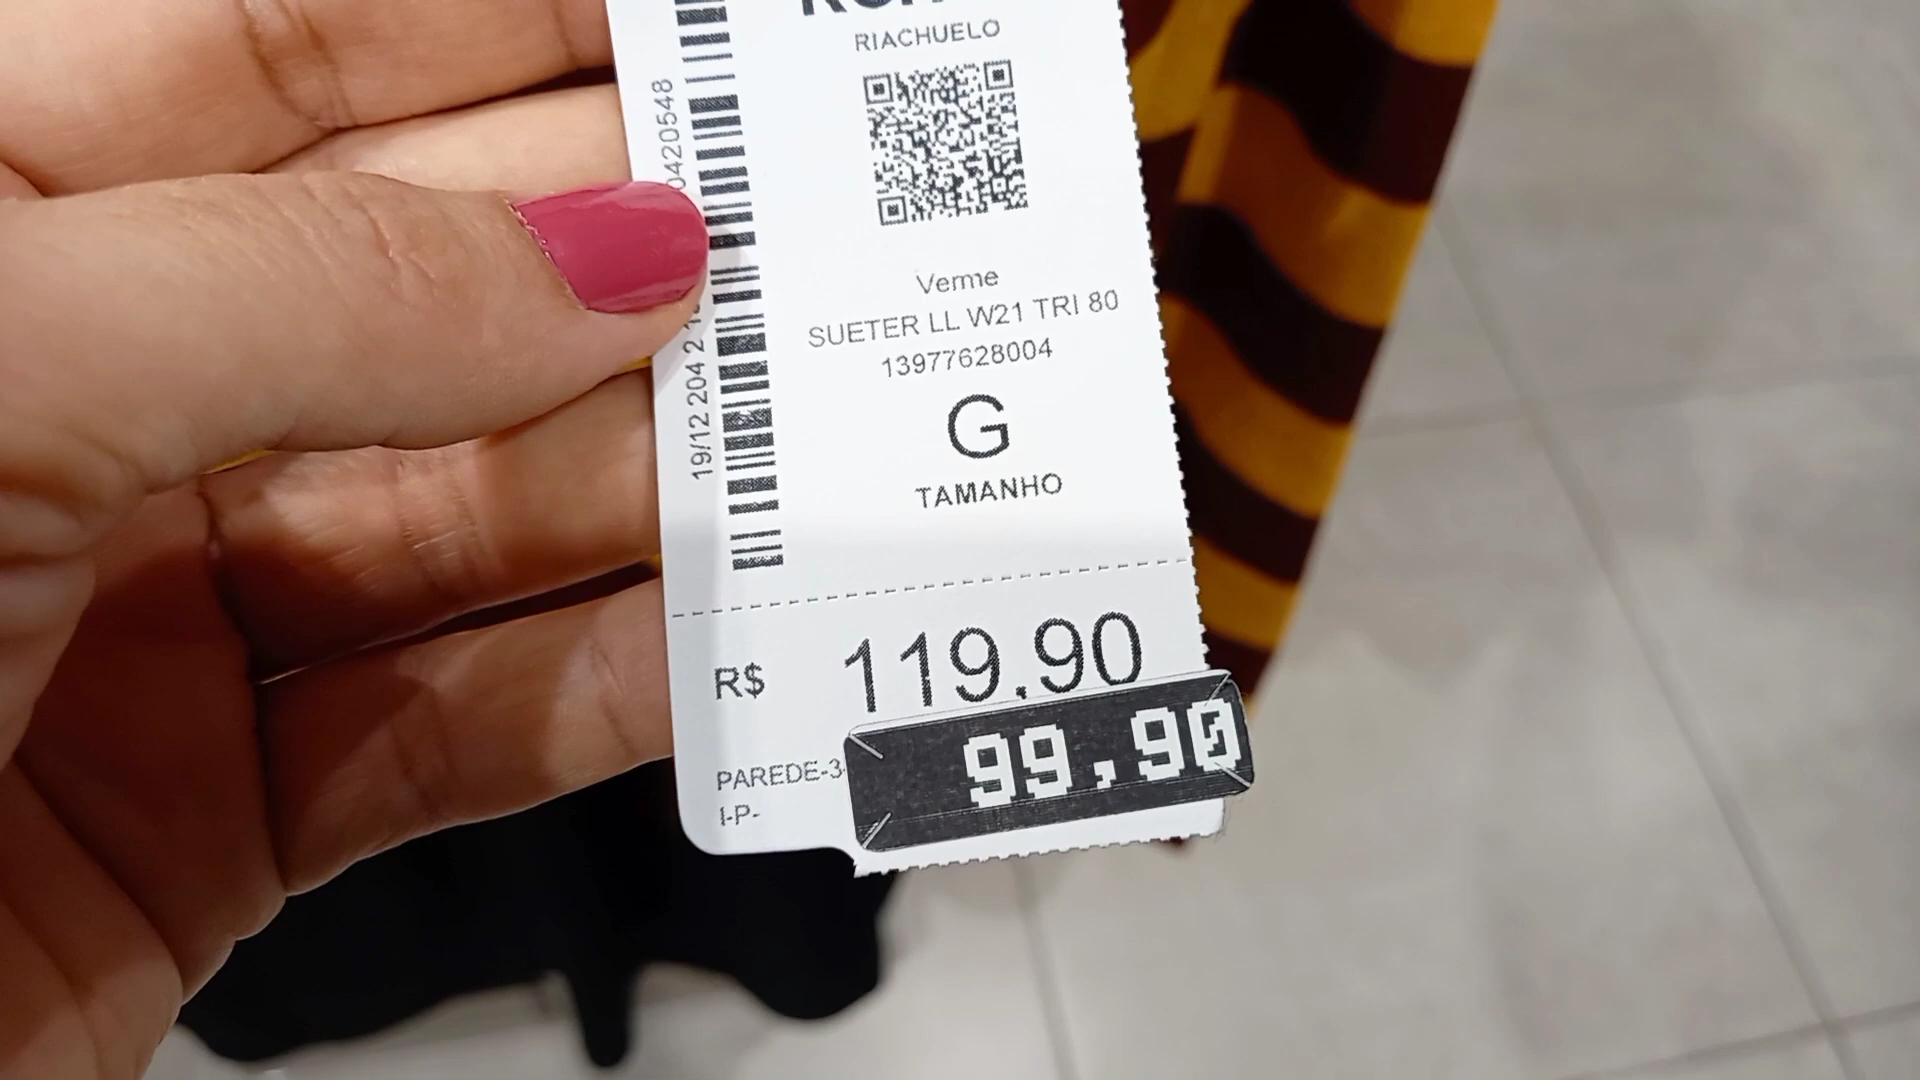 RIACHUELO
Verme
SUETER LL W21 TRI 80
13977628004
G
TAMANHO
R$ 119.90
99,90
PAREDE-3
I-P-
0420548
19/12 204 2